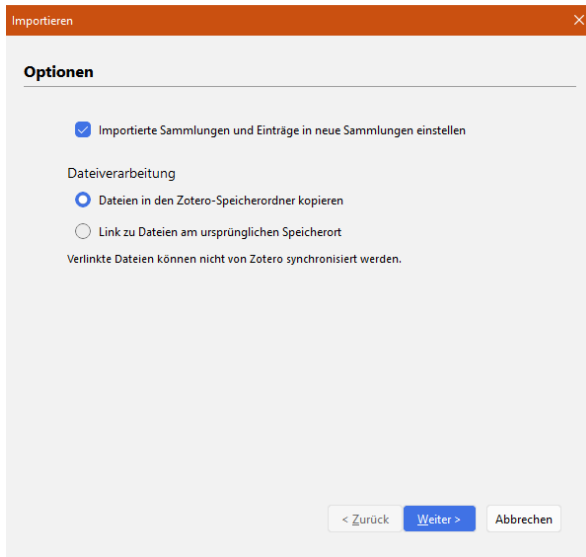 Importieren
Optionen
Importierte Sammlungen und Einträge in neue Sammlungen einstellen
Dateiverarbeitung
Dateien in den Zotero-Speicherordner kopieren
Link zu Dateien am ursprünglichen Speicherort
Verlinkte Dateien können nicht von Zotero synchronisiert werden.
< Zurück Weiter > Abbrechen